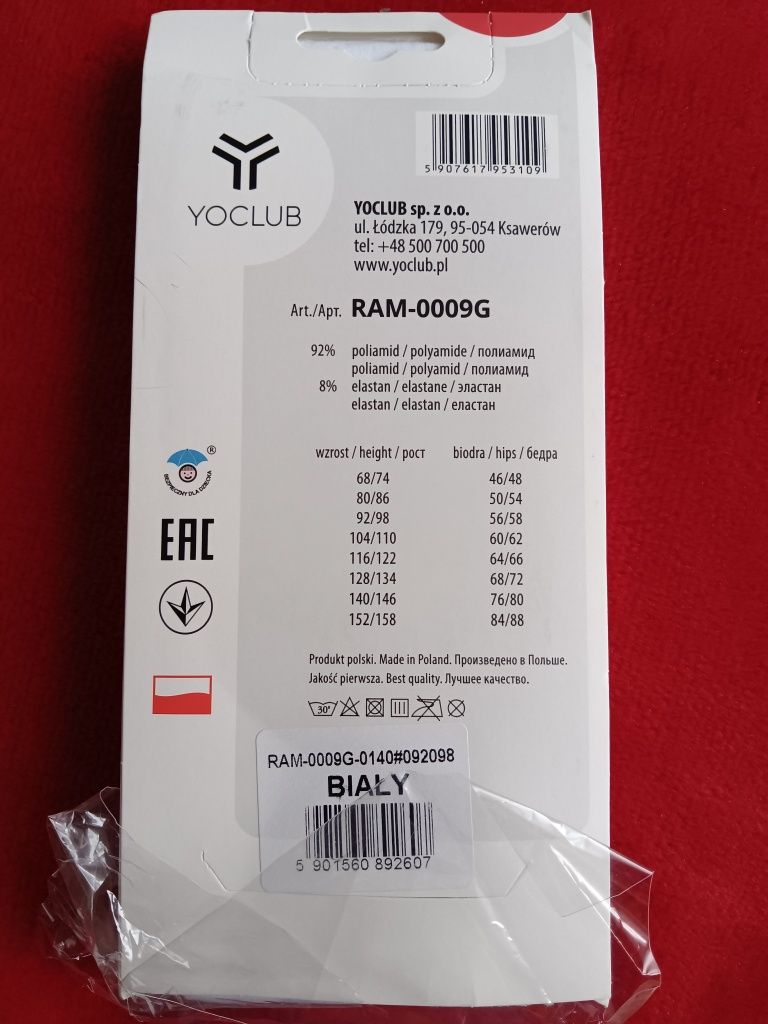 YOCLUB
5 907617 953109
YOCLUB sp. z o.o.
ul. Łódzka 179, 95-054 Ksawerów
tel: +48 500 700 500
www.yoclub.pl
Art./Арт. RAM-0009G
92% poliamid / polyamide / полиамид
poliamid / polyamid / полиамид
8% elastan / elastane / эластан
elastan / elastan / еластан
wzrost / height / рост biodra / hips / бедра
68/74 46/48
80/86 50/54
92/98 56/58
104/110 60/62
116/122 64/66
128/134 68/72
140/146 76/80
152/158 84/88
®
BEZPIECZNY DLA DZIECKA
EAC
Produkt polski. Made in Poland. Произведено в Польше.
Jakość pierwsza. Best quality. Лучшее качество.
30°
RAM-0009G-0140#092098
BIAŁY
5 901560 892607